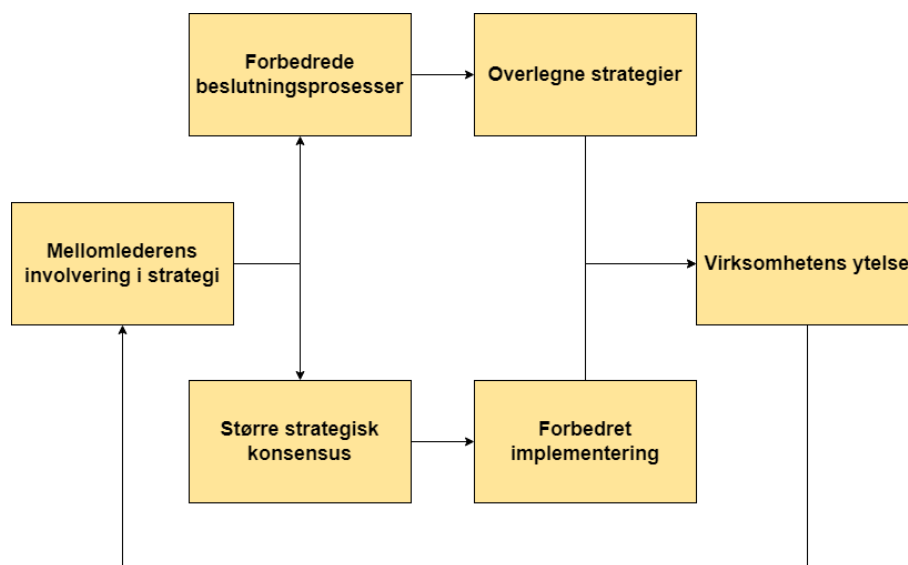 Forbedrede
beslutningsprosesser
Overlegne strategier
Mellomlederens
involvering i strategi
Virksomhetens ytelse
Større strategisk
konsensus
Forbedret
implementering